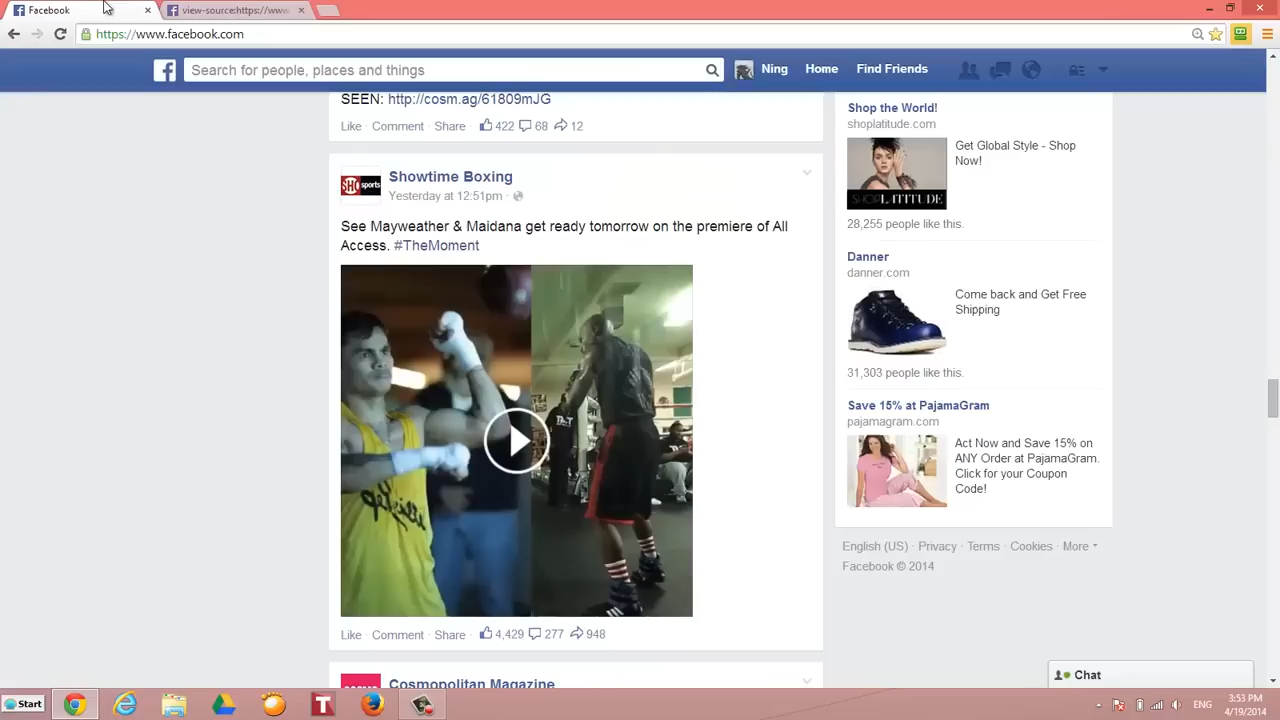 Facebook
view-source:https://www
https://www.facebook.com
Search for people, places and things
Ning
Home
Find Friends
SEEN: http://cosm.ag/61809mJG
Like · Comment · Share · 422 68 12
SHO sports
Showtime Boxing
Yesterday at 12:51pm ·
See Mayweather & Maidana get ready tomorrow on the premiere of All
Access. #TheMoment
Like · Comment · Share · 4,429 277 948
Cosmopolitan Magazine
Shop the World!
shoplatitude.com
Get Global Style - Shop
Now!
SHOPLATITUDE
28,255 people like this.
Danner
danner.com
Come back and Get Free
Shipping
31,303 people like this.
Save 15% at PajamaGram
pajamagram.com
Act Now and Save 15% on
ANY Order at PajamaGram.
Click for your Coupon
Code!
English (US) · Privacy · Terms · Cookies · More
Facebook © 2014
Chat
Start
ENG
3:53 PM
4/19/2014